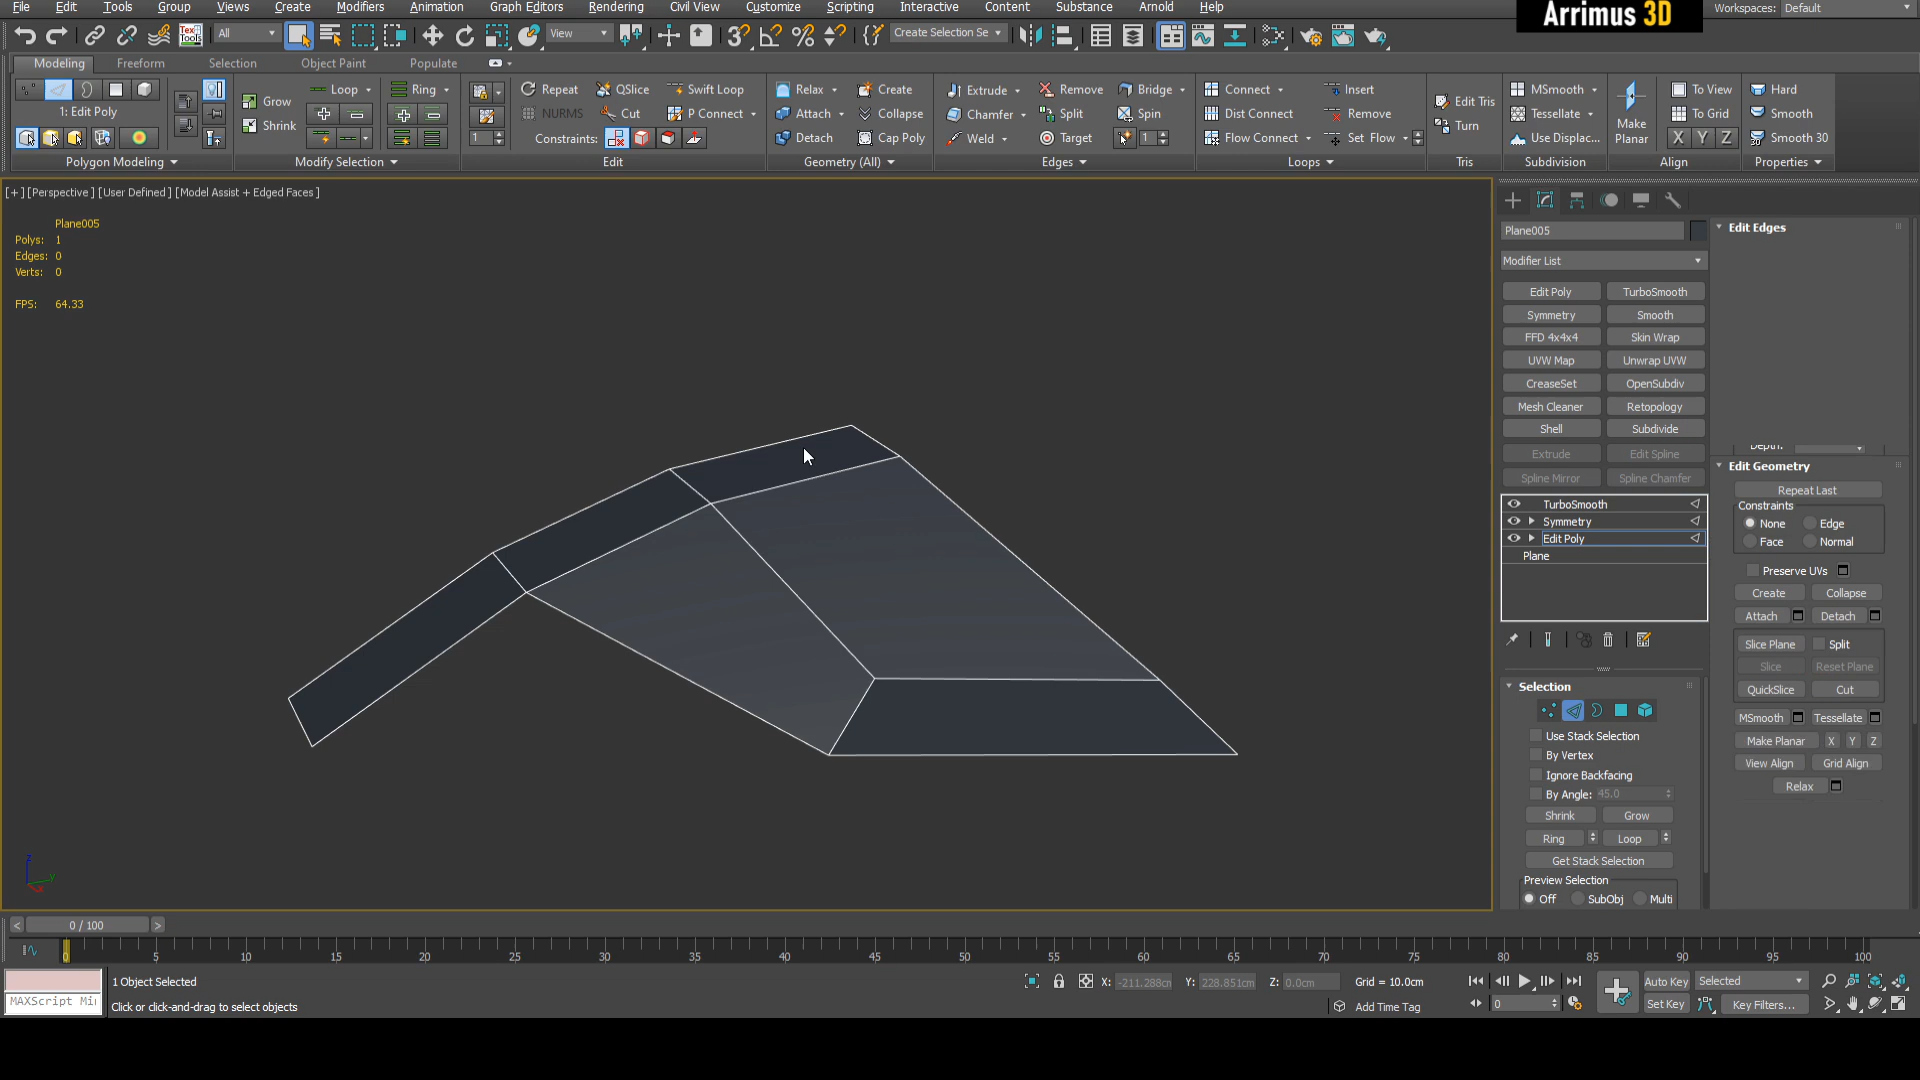 File Edit Tools Group Views Create Modifiers Animation Graph Editors Rendering Civil View Customize Scripting Interactive Content Substance Arnold Help
Arrimus 3D
Workspaces: Default
All
View
Create Selection Se
Modeling Freeform Selection Object Paint Populate
1: Edit Poly
Polygon Modeling
Grow
Shrink
Loop
Ring
Modify Selection
Repeat QSlice Swift Loop
NURMS Cut P Connect
Constraints:
1
Edit
Relax Create
Attach Collapse
Detach Cap Poly
Geometry (All)
Extrude Remove Bridge
Chamfer Split Spin
Weld Target 1
Edges
Connect Insert
Dist Connect Remove
Flow Connect Set Flow
Loops
Edit Tris
Turn
Tris
MSmooth
Tessellate
Use Displac...
Subdivision
Make Planar
To View
To Grid
X Y Z
Align
Hard
Smooth
Smooth 30
Properties
[+] [Perspective] [User Defined] [Model Assist + Edged Faces]
Plane005
Polys: 1
Edges: 0
Verts: 0
FPS: 64.33
Plane005
Modifier List
Edit Poly TurboSmooth
Symmetry Smooth
FFD 4x4x4 Skin Wrap
UVW Map Unwrap UVW
CreaseSet OpenSubdiv
Mesh Cleaner Retopology
Shell Subdivide
Extrude Edit Spline
Spline Mirror Spline Chamfer
TurboSmooth
Symmetry
Edit Poly
Plane
Selection
Use Stack Selection
By Vertex
Ignore Backfacing
By Angle: 45.0
Shrink Grow
Ring Loop
Get Stack Selection
Preview Selection
Off SubObj Multi
Edit Edges
Edit Geometry
Repeat Last
Constraints
None Edge
Face Normal
Preserve UVs
Create Collapse
Attach Detach
Slice Plane Split
Slice Reset Plane
QuickSlice Cut
MSmooth Tessellate
Make Planar X Y Z
View Align Grid Align
Relax
z
y
x
< 0 / 100 >
0 5 10 15 20 25 30 35 40 45 50 55 60 65 70 75 80 85 90 95 100
MAXScript Mi
1 Object Selected
Click or click-and-drag to select objects
X: -211.288cm Y: 228.851cm Z: 0.0cm Grid = 10.0cm
Add Time Tag
0
Auto Key Selected
Set Key Key Filters...